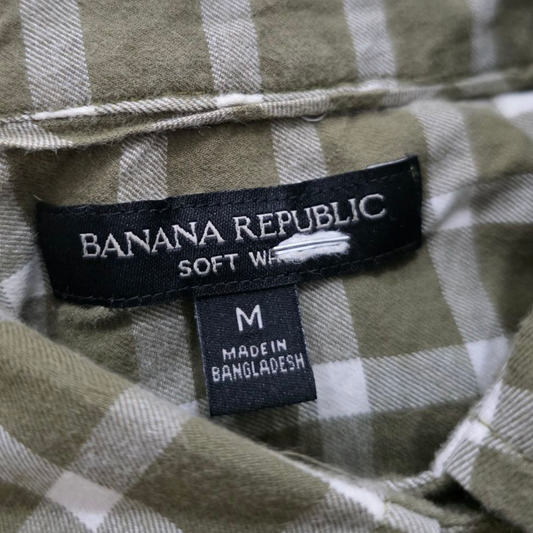 BANANA REPUBLIC
SOFT
M
MADE IN
BANGLADESH